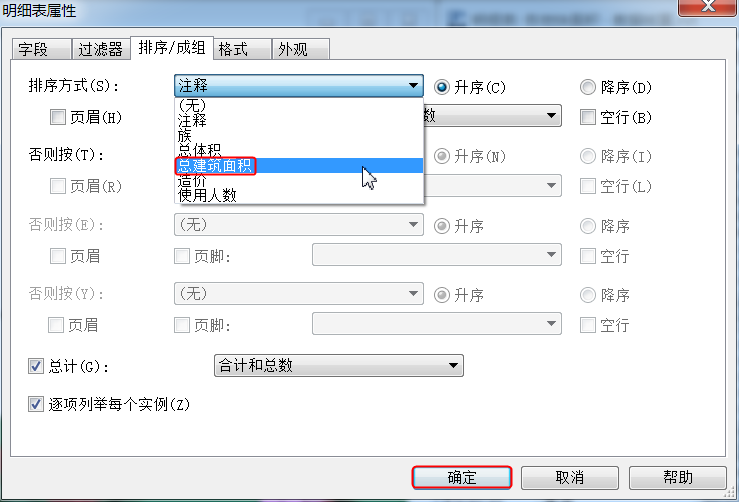 明细表属性
字段 过滤器 排序/成组 格式 外观
排序方式(S): 注释 升序(C) 降序(D)
(无)
页眉(H) 数 空行(B)
注释
族
总体积
否则按(T): 升序(N) 降序(I)
总建筑面积
造价
页眉(R) 空行(L)
使用人数
否则按(E): (无) 升序 降序
页眉 页脚: 空行
否则按(Y): (无) 升序 降序
页眉 页脚: 空行
总计(G): 合计和总数
逐项列举每个实例(Z)
确定 取消 帮助